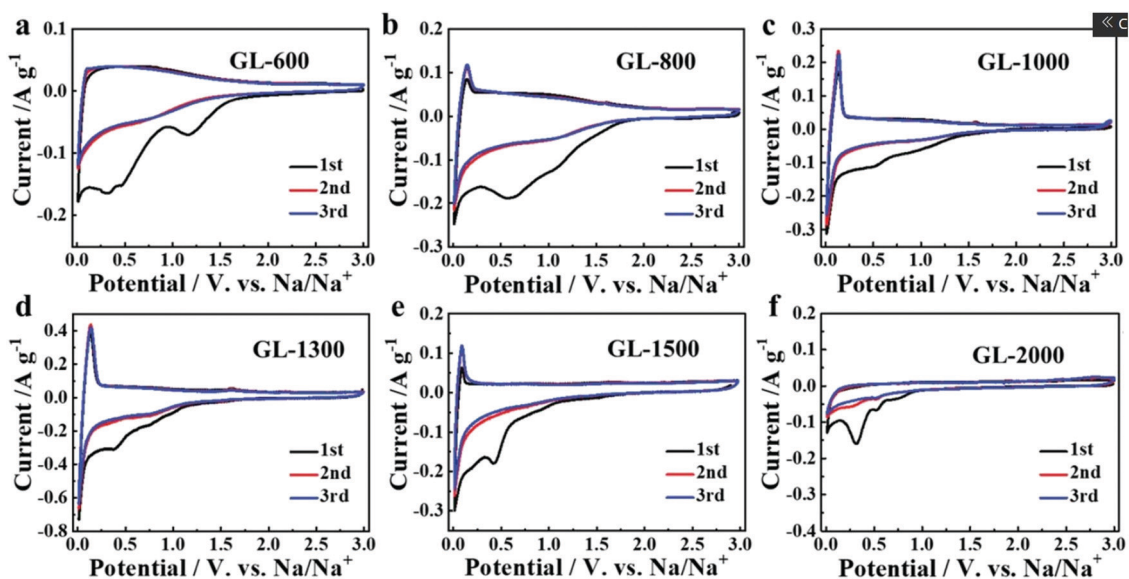 a
GL-600
Current /A g-1
0.1
0.0
-0.1
-0.2
1st
2nd
3rd
0.0 0.5 1.0 1.5 2.0 2.5 3.0
Potential / V. vs. Na/Na+
b
GL-800
Current /A g-1
0.2
0.1
0.0
-0.1
-0.2
-0.3
1st
2nd
3rd
0.0 0.5 1.0 1.5 2.0 2.5 3.0
Potential / V. vs. Na/Na+
c
« C
GL-1000
Current /A g-1
0.3
0.2
0.1
0.0
-0.1
-0.2
-0.3
1st
2nd
3rd
0.0 0.5 1.0 1.5 2.0 2.5 3.0
Potential / V. vs. Na/Na+
d
GL-1300
Current /A g-1
0.4
0.2
0.0
-0.2
-0.4
-0.6
-0.8
1st
2nd
3rd
0.0 0.5 1.0 1.5 2.0 2.5 3.0
Potential / V. vs. Na/Na+
e
GL-1500
Current /A g-1
0.2
0.1
0.0
-0.1
-0.2
-0.3
1st
2nd
3rd
0.0 0.5 1.0 1.5 2.0 2.5 3.0
Potential / V. vs. Na/Na+
f
GL-2000
Current /A g-1
0.2
0.1
0.0
-0.1
-0.2
-0.3
-0.4
1st
2nd
3rd
0.0 0.5 1.0 1.5 2.0 2.5 3.0
Potential / V. vs. Na/Na+